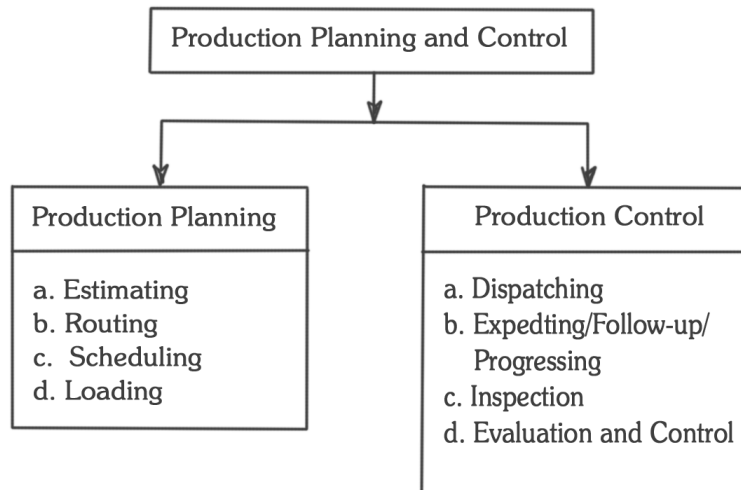 Production Planning and Control
Production Planning
a. Estimating
b. Routing
c. Scheduling
d. Loading
Production Control
a. Dispatching
b. Expedting/Follow-up/
Progressing
c. Inspection
d. Evaluation and Control